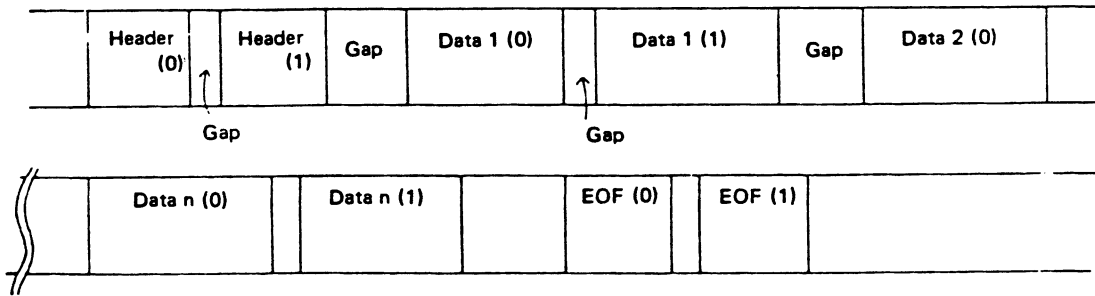 Header
(0)
Header
(1)
Gap
Data 1 (0)
Data 1 (1)
Gap
Data 2 (0)
Gap
Gap
Data n (0)
Data n (1)
EOF (0)
EOF (1)